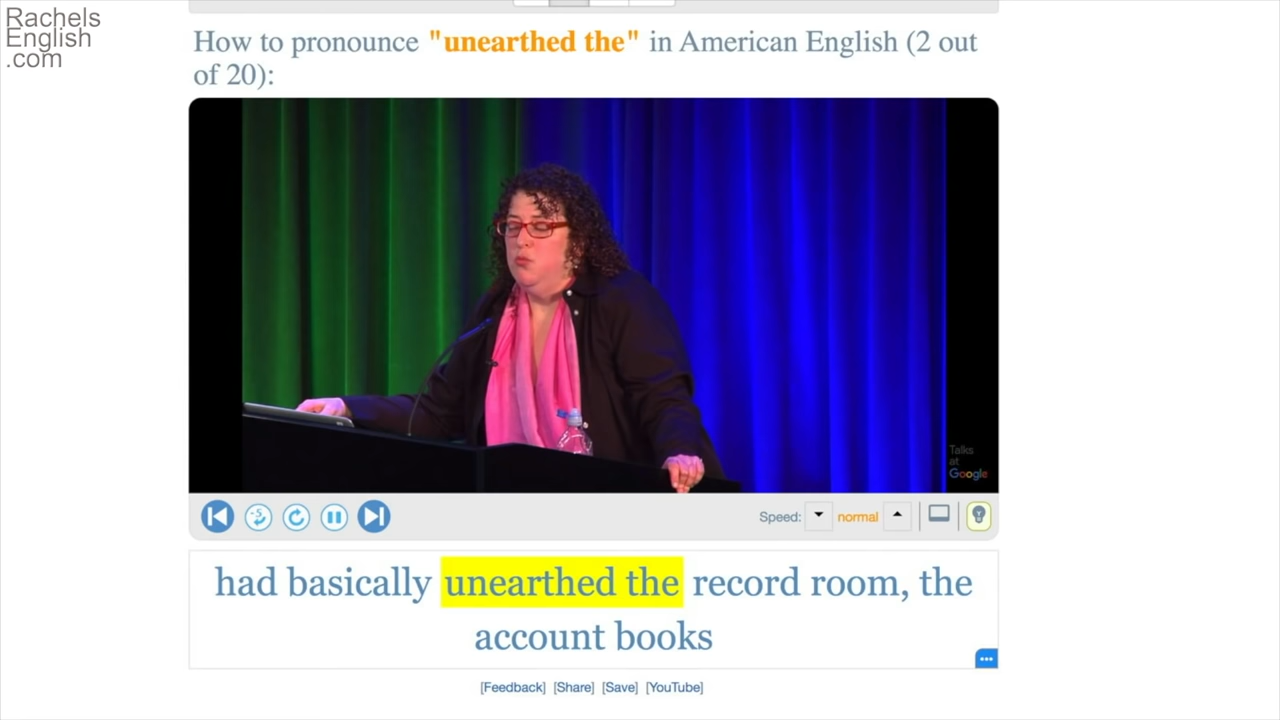 Rachels
English
.com
How to pronounce "unearthed the" in American English (2 out
of 20):
Talks
at
Google
-5
Speed: normal
had basically unearthed the record room, the
account books
[Feedback] [Share] [Save] [YouTube]